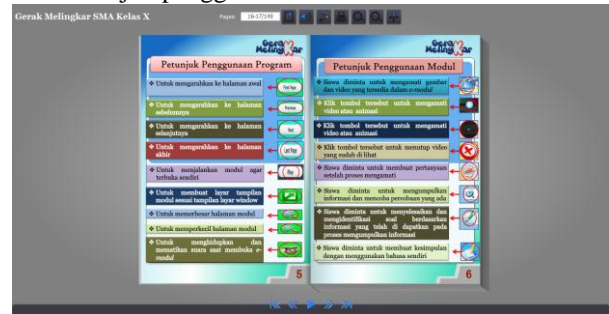 Gerak Melingkar SMA Kelas X
Pages:
16-17/148
Gerak
Melingkar
Petunjuk Penggunaan Program
Untuk mengarahkan ke halaman awal
First Page
Untuk mengarahkan ke halaman
sebelumnya
Previous
Untuk mengarahkan ke halaman
selanjutnya
Next
Untuk mengarahkan ke halaman
akhir
Last Page
Untuk menjalankan modul agar
terbuka sendiri
Play
Untuk membuat layar tampilan
modul sesuai tampilan layar window
Untuk memerbesar halaman modul
Untuk memperkecil halaman modul
Untuk menghidupkan dan
mematikan suara saat membuka e-
modul
5
Gerak
Melingkar
Petunjuk Penggunaan Modul
Siswa diminta untuk mengamati gambar
dan video yang tersedia dalam e-modul
Klik tombol tersebut untuk mengamati
video atau animasi
Klik tombol tersebut untuk mengamati
video atau animasi
Klik tombol tersebut untuk menutup video
yang sudah di lihat
Siswa diminta untuk membuat pertanyaan
setelah proses mengamati
Siswa diminta untuk mengumpulkan
informasi dan mencoba percobaan yang ada
Siswa diminta untuk menyelesaikan dan
mengidentifikasi soal berdasarkan
informasi yang telah di dapatkan pada
proses mengumpulkan informasi
Siswa diminta untuk membuat kesimpulan
dengan menggunakan bahasa sendiri
6